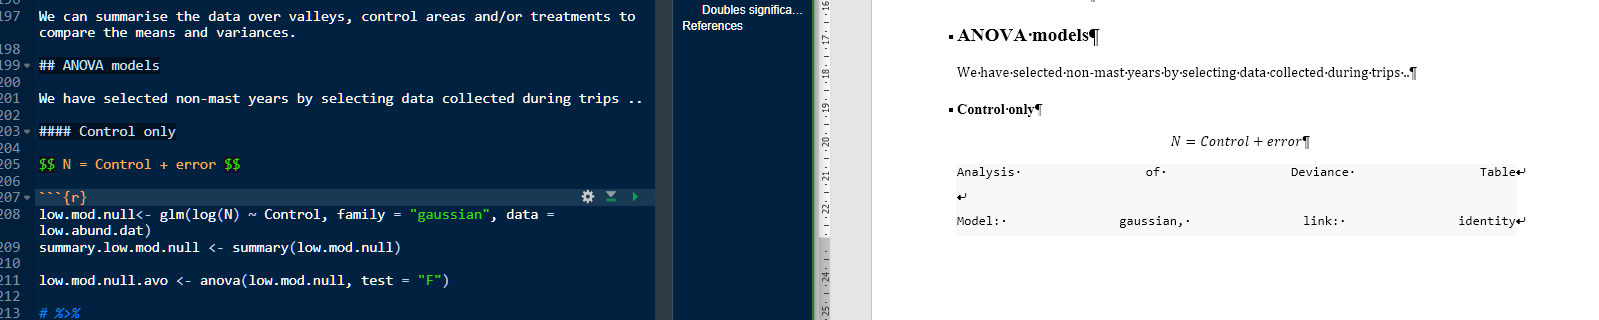 196
197 We can summarise the data over valleys, control areas and/or treatments to
compare the means and variances.
198
199 ## ANOVA models
200
201 We have selected non-mast years by selecting data collected during trips ..
202
203 #### Control only
204
205 $$ N = Control + error $$
206
207 ```{r}
208 low.mod.null<- glm(log(N) ~ Control, family = "gaussian", data =
low.abund.dat)
209 summary.low.mod.null <- summary(low.mod.null)
210
211 low.mod.null.avo <- anova(low.mod.null, test = "F")
212
213 # %>%
Doubles significa...
References
16
17
18
19
20
21
22
24
25
ANOVA·models¶
We·have·selected·non-mast·years·by·selecting·data·collected·during·trips·..¶
Control·only¶
N = Control + error¶
Analysis· of· Deviance· Table↵
↵
Model:· gaussian,· link:· identity↵